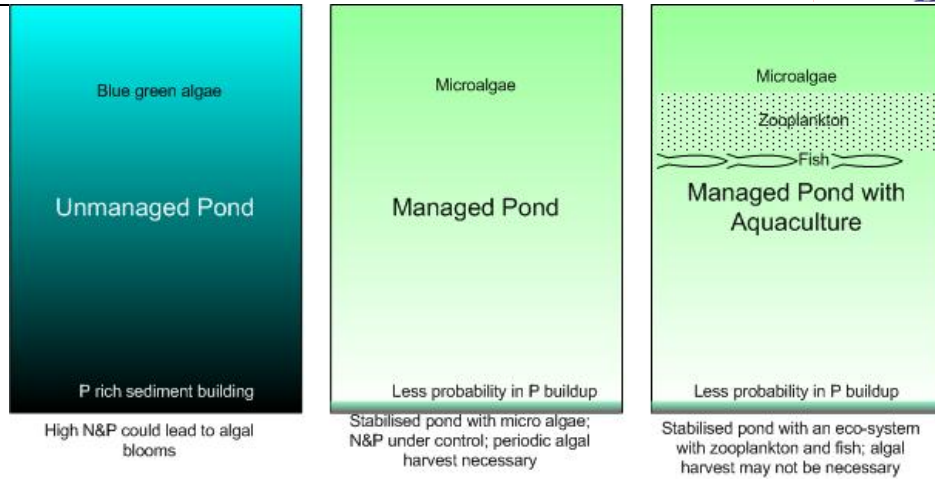 Blue green algae
Unmanaged Pond
P rich sediment building
High N&P could lead to algal
blooms
Microalgae
Managed Pond
Less probability in P buildup
Stabilised pond with micro algae;
N&P under control; periodic algal
harvest necessary
Microalgae
Zooplankton
Fish
Managed Pond with
Aquaculture
Less probability in P buildup
Stabilised pond with an eco-system
with zooplankton and fish; algal
harvest may not be necessary